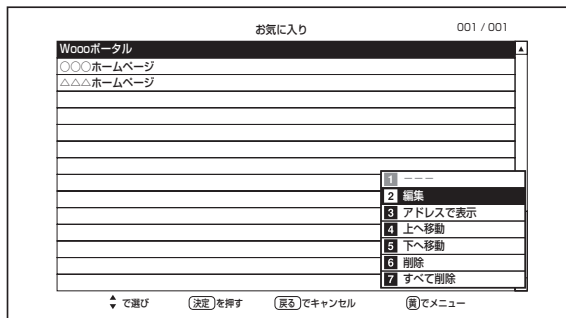 お気に入り 001 / 001
Woooポータル
○○○ホームページ
△△△ホームページ
1 ーーー
2 編集
3 アドレスで表示
4 上へ移動
5 下へ移動
6 削除
7 すべて削除
で選び 決定を押す 戻るでキャンセル 黄でメニュー